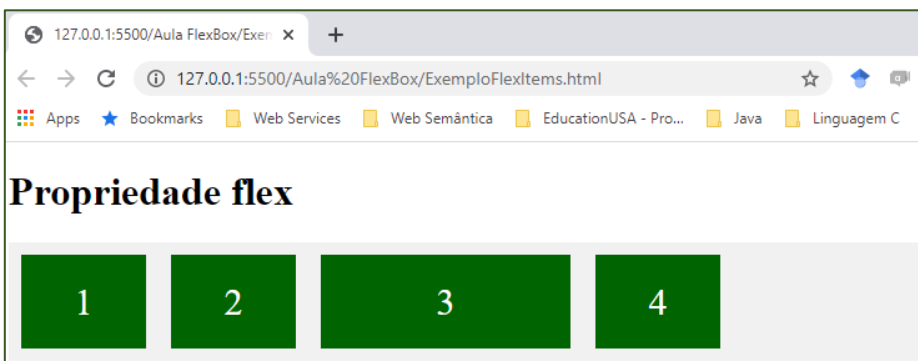 127.0.0.1:5500/Aula FlexBox/Exen
127.0.0.1:5500/Aula%20FlexBox/ExemploFlexItems.html
Apps Bookmarks Web Services Web Semântica EducationUSA - Pro... Java Linguagem C
Propriedade flex
1 2 3 4